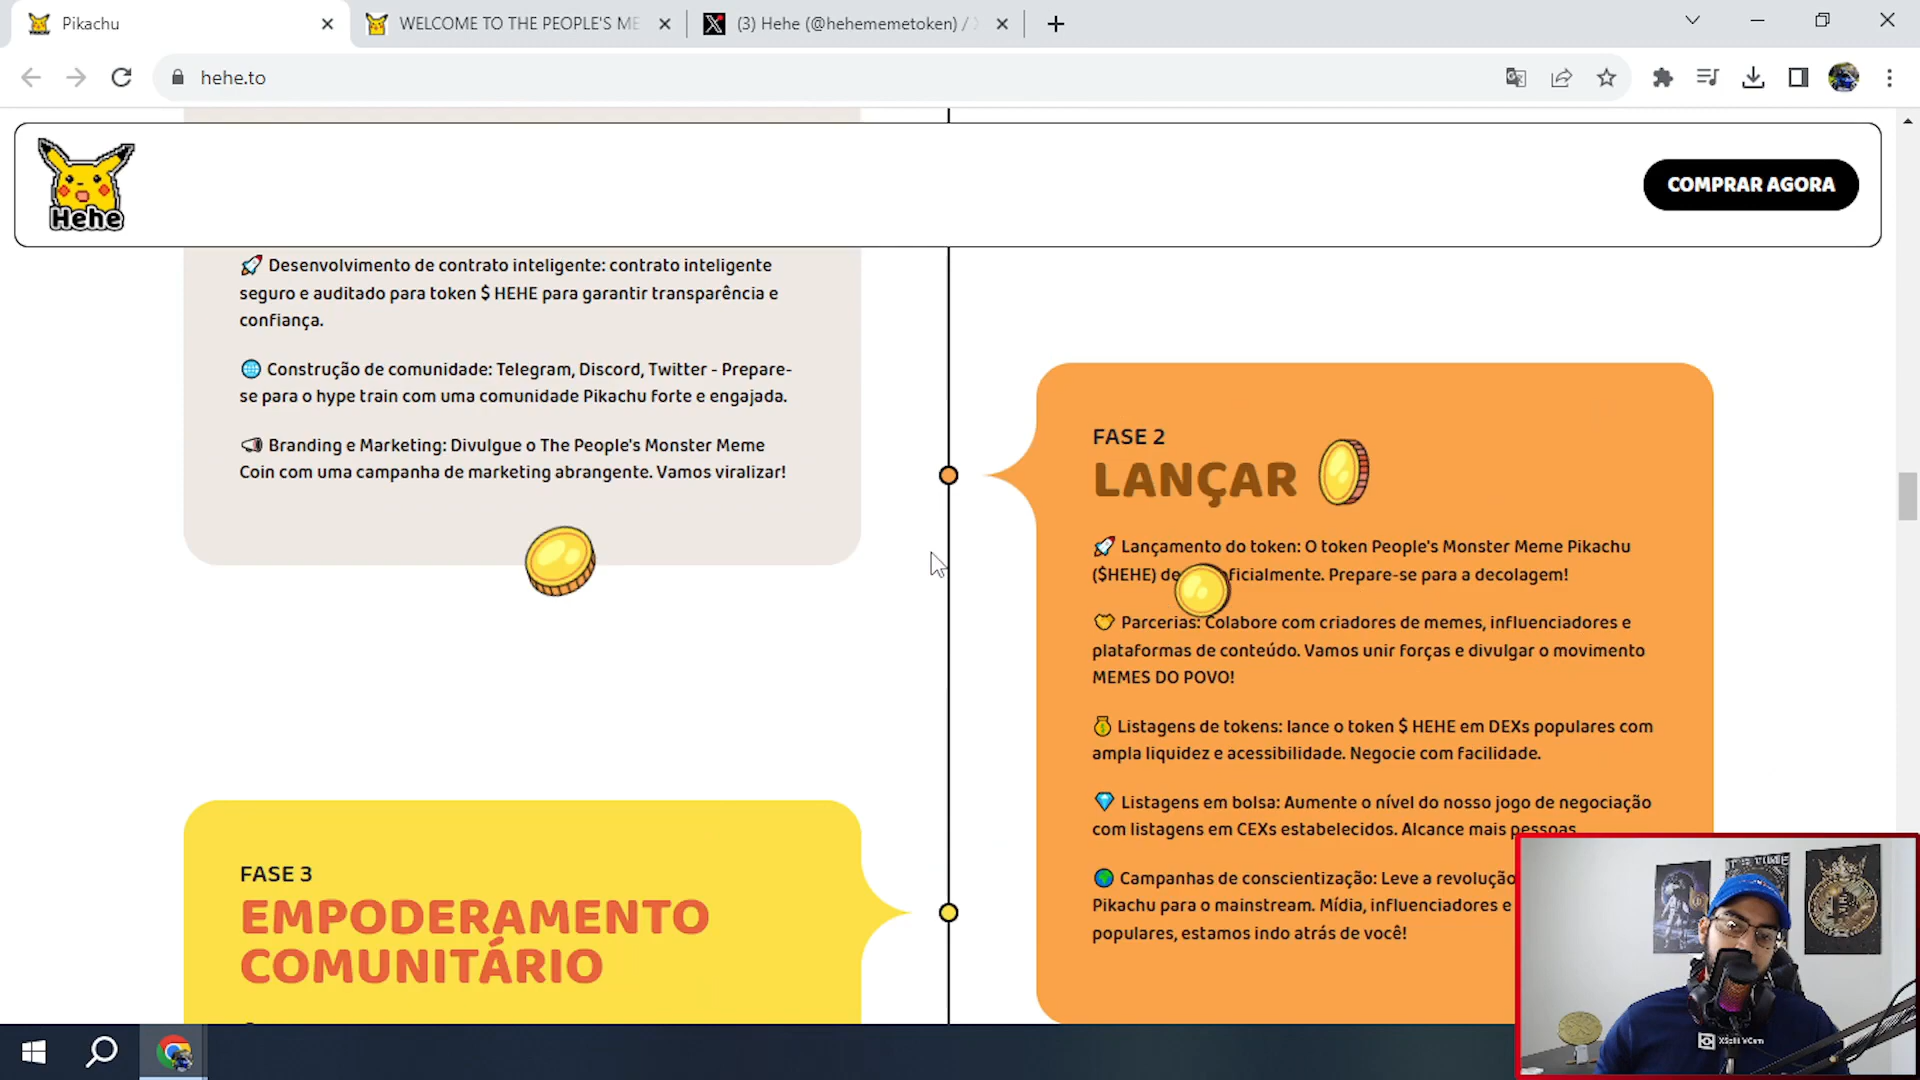 Pikachu
WELCOME TO THE PEOPLE'S ME
(3) Hehe (@hehememetoken) /
hehe.to
Hehe
COMPRAR AGORA
🚀 Desenvolvimento de contrato inteligente: contrato inteligente
seguro e auditado para token $ HEHE para garantir transparência e
confiança.
🌐 Construção de comunidade: Telegram, Discord, Twitter - Prepare-
se para o hype train com uma comunidade Pikachu forte e engajada.
📢 Branding e Marketing: Divulgue o The People's Monster Meme
Coin com uma campanha de marketing abrangente. Vamos viralizar!
FASE 2
LANÇAR
🚀 Lançamento do token: O token People's Monster Meme Pikachu
($HEHE) de ficialmente. Prepare-se para a decolagem!
🤝 Parcerias: Colabore com criadores de memes, influenciadores e
plataformas de conteúdo. Vamos unir forças e divulgar o movimento
MEMES DO POVO!
💰 Listagens de tokens: lance o token $ HEHE em DEXs populares com
ampla liquidez e acessibilidade. Negocie com facilidade.
💎 Listagens em bolsa: Aumente o nível do nosso jogo de negociação
com listagens em CEXs estabelecidos. Alcance mais pessoas
🌍 Campanhas de conscientização: Leve a revolução
Pikachu para o mainstream. Mídia, influenciadores e
populares, estamos indo atrás de você!
FASE 3
EMPODERAMENTO
COMUNITÁRIO
XSplit VCam